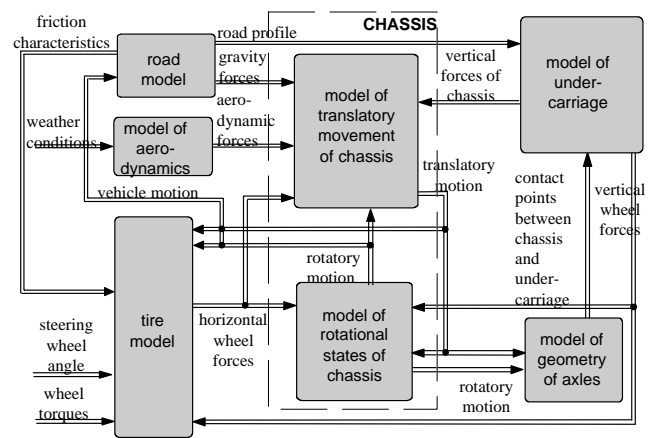 friction
characteristics
CHASSIS
road
model
road profile
gravity
forces
aero-
dynamic
forces
weather
conditions
model of
aero-
dynamics
model of
translatory
movement
of chassis
vertical
forces of
chassis
model of
under-
carriage
translatory
motion
contact
points
between
chassis
and
under-
carriage
vertical
wheel
forces
vehicle motion
rotatory
motion
tire
model
horizontal
wheel
forces
model of
rotational
states of
chassis
model of
geometry
of axles
rotatory
motion
steering
wheel
angle
wheel
torques